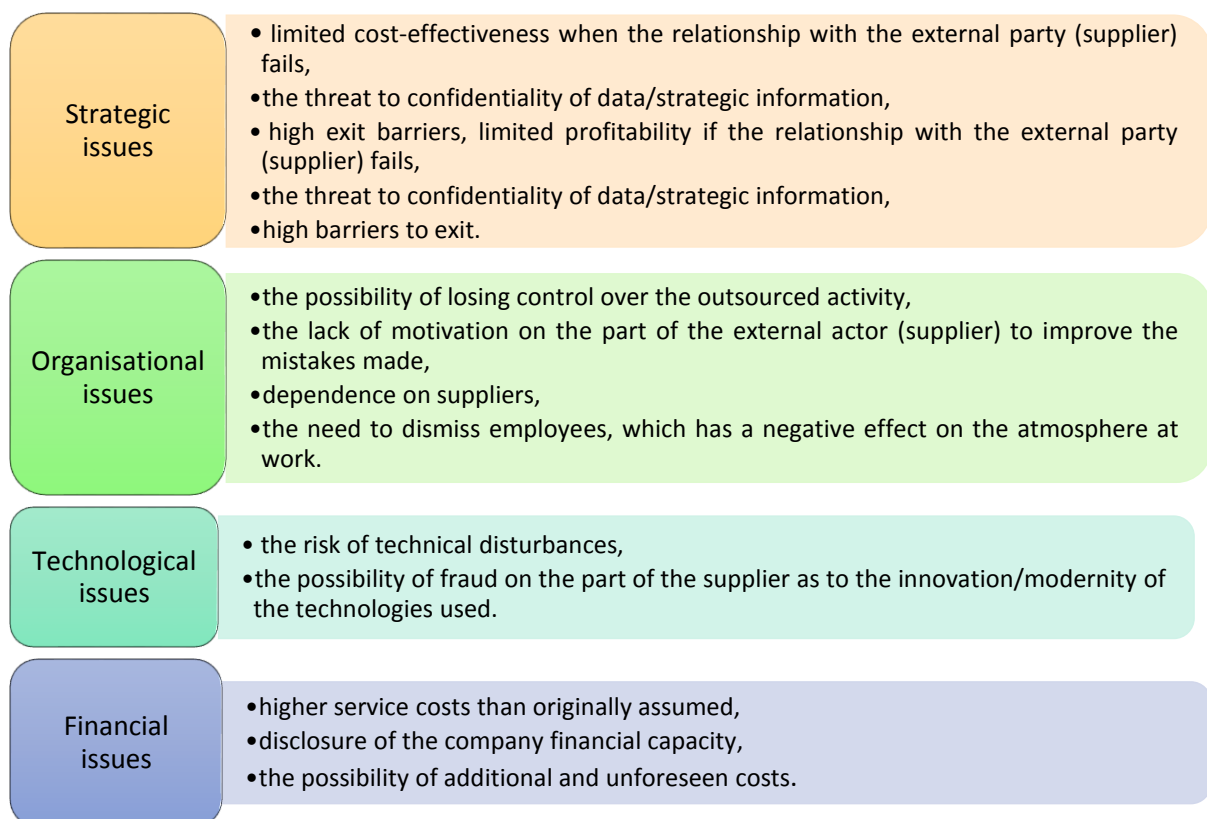 Strategic
issues
• limited cost-effectiveness when the relationship with the external party (supplier)
fails,
•the threat to confidentiality of data/strategic information,
• high exit barriers, limited profitability if the relationship with the external party
(supplier) fails,
•the threat to confidentiality of data/strategic information,
•high barriers to exit.
Organisational
issues
•the possibility of losing control over the outsourced activity,
•the lack of motivation on the part of the external actor (supplier) to improve the
mistakes made,
•dependence on suppliers,
•the need to dismiss employees, which has a negative effect on the atmosphere at
work.
Technological
issues
• the risk of technical disturbances,
•the possibility of fraud on the part of the supplier as to the innovation/modernity of
the technologies used.
Financial
issues
•higher service costs than originally assumed,
•disclosure of the company financial capacity,
•the possibility of additional and unforeseen costs.